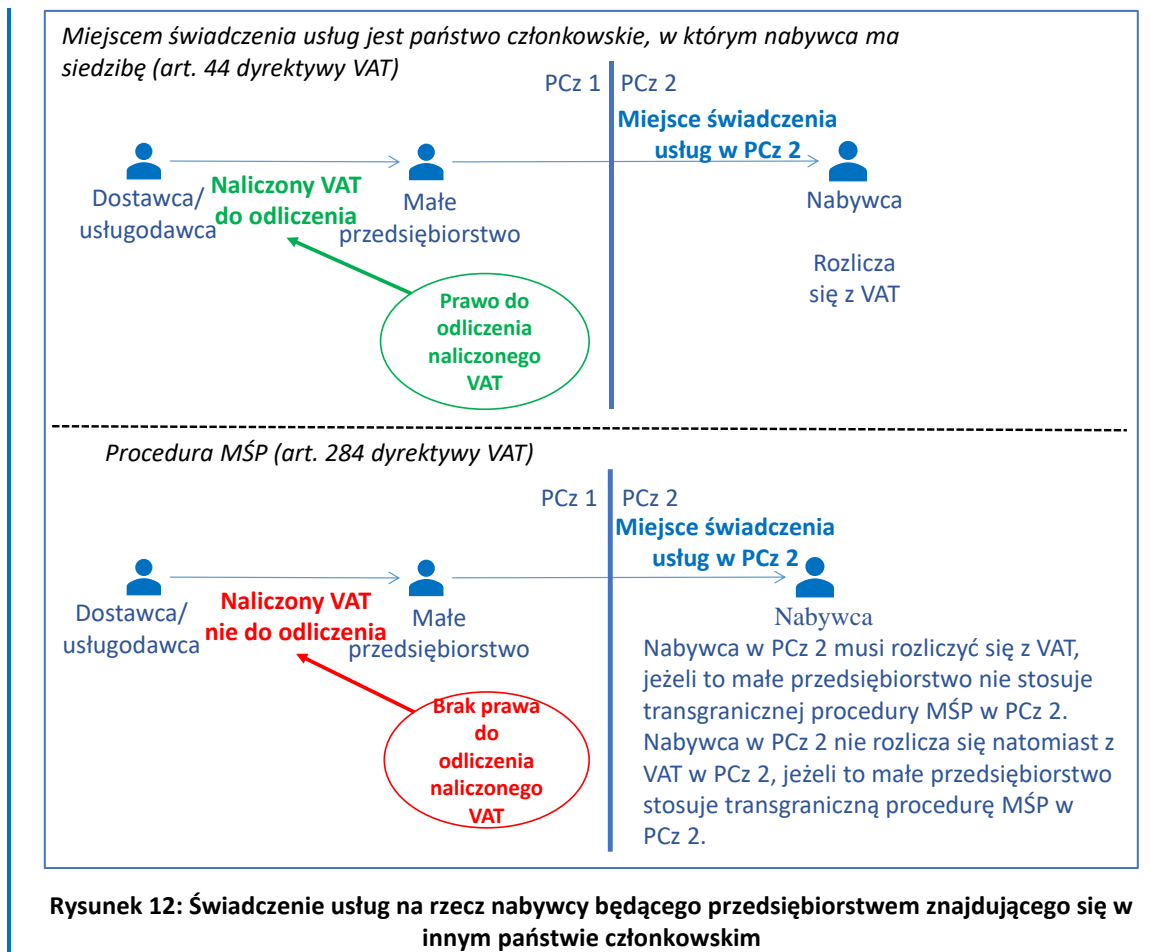 Miejscem świadczenia usług jest państwo członkowskie, w którym nabywca ma
siedzibę (art. 44 dyrektywy VAT)
PCz 1
PCz 2
Miejsce świadczenia
usług w PCz 2
Dostawca/
usługodawca
Naliczony VAT
do odliczenia
Małe
przedsiębiorstwo
Nabywca
Rozlicza
się z VAT
Prawo do
odliczenia
naliczonego
VAT
Procedura MŚP (art. 284 dyrektywy VAT)
PCz 1
PCz 2
Miejsce świadczenia
usług w PCz 2
Dostawca/
usługodawca
Naliczony VAT
nie do odliczenia
Małe
przedsiębiorstwo
Nabywca
Nabywca w PCz 2 musi rozliczyć się z VAT,
jeżeli to małe przedsiębiorstwo nie stosuje
transgranicznej procedury MŚP w PCz 2.
Nabywca w PCz 2 nie rozlicza się natomiast z
VAT w PCz 2, jeżeli to małe przedsiębiorstwo
stosuje transgraniczną procedurę MŚP w
PCz 2.
Brak prawa
do
odliczenia
naliczonego
VAT
Rysunek 12: Świadczenie usług na rzecz nabywcy będącego przedsiębiorstwem znajdującego się w
innym państwie członkowskim